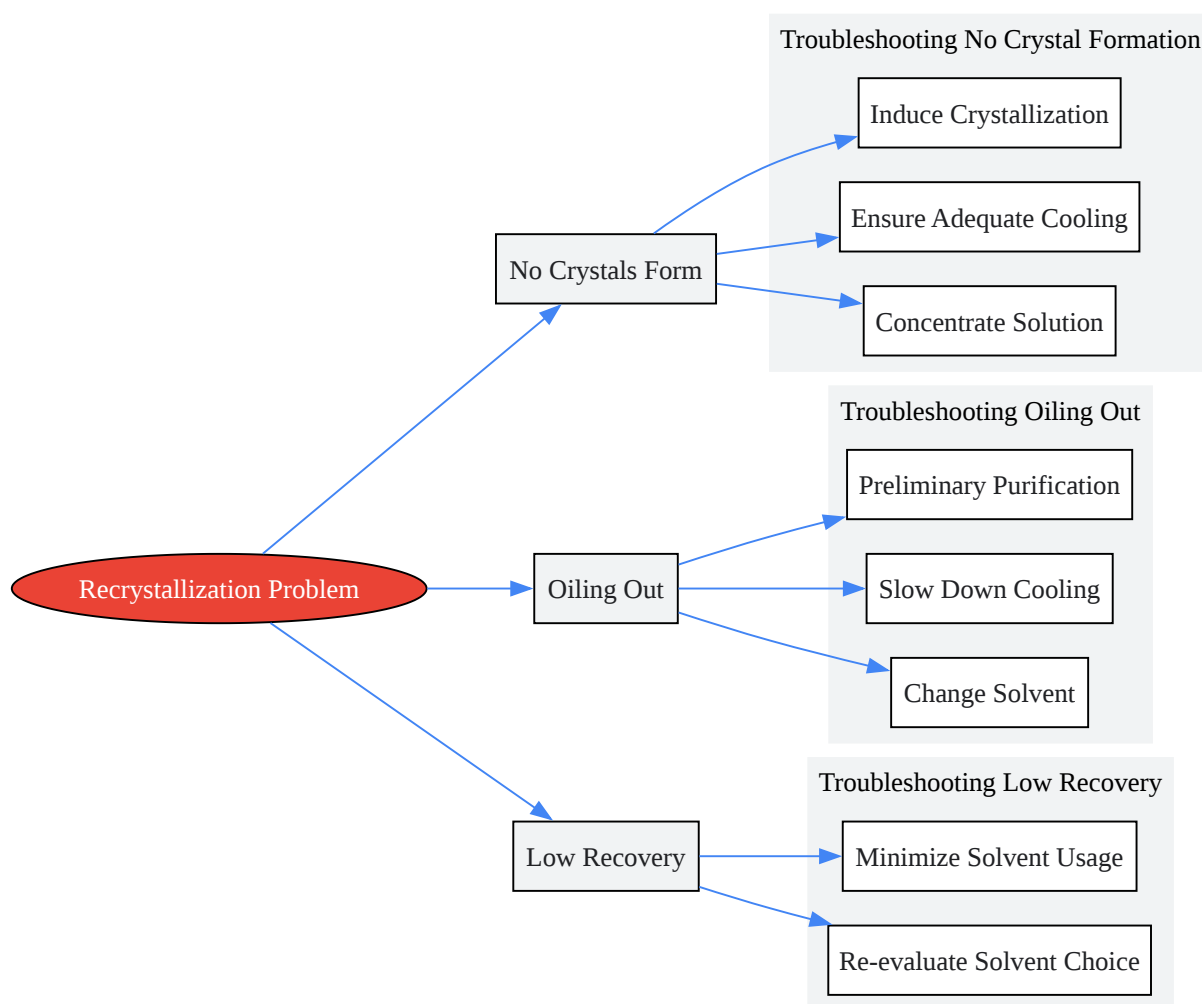 Troubleshooting No Crystal Formation
Induce Crystallization
Ensure Adequate Cooling
No Crystals Form
Concentrate Solution
Troubleshooting Oiling Out
Preliminary Purification
Recrystallization Problem
Oiling Out
Slow Down Cooling
Change Solvent
Troubleshooting Low Recovery
Low Recovery
Minimize Solvent Usage
Re-evaluate Solvent Choice